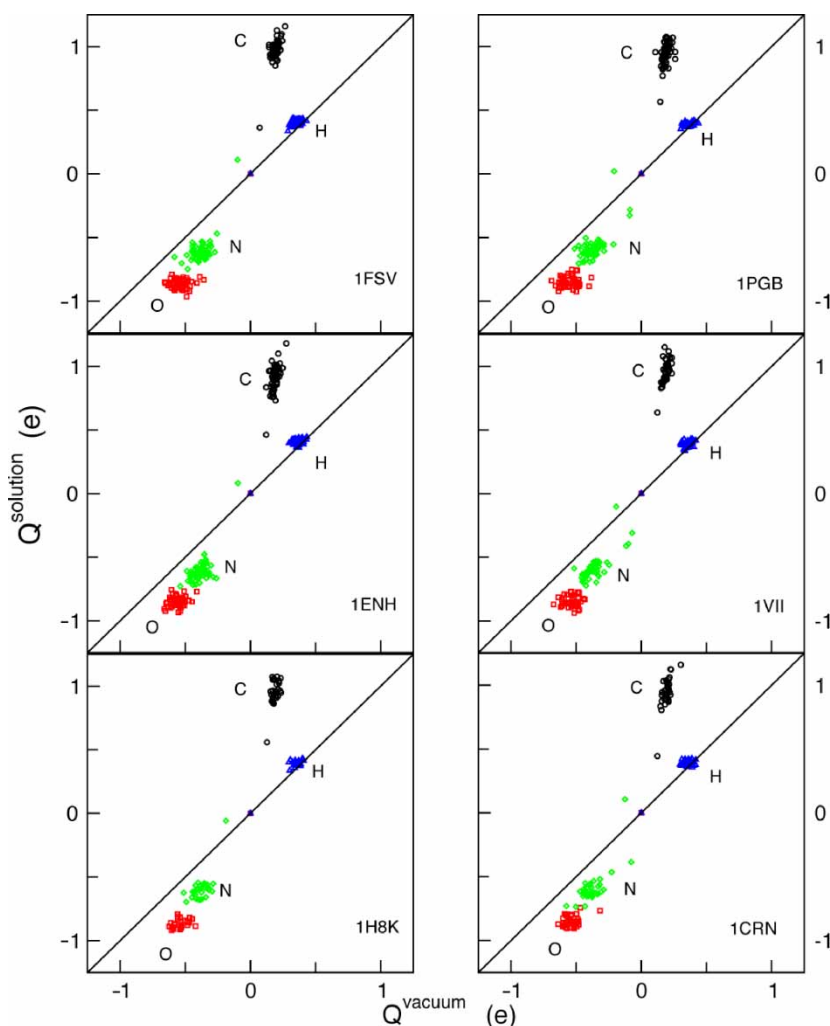 1 C C 1
H H
0 0
N N
-1 O 1FSV O 1PGB -1
1 C C 1
H H
0 0
N N
-1 O 1ENH O 1VII -1
1 C C 1
H H
0 0
N N
-1 O 1H8K O 1CRN -1
-1 0 1 -1 0 1
Q^solution (e)
Q^vacuum (e)